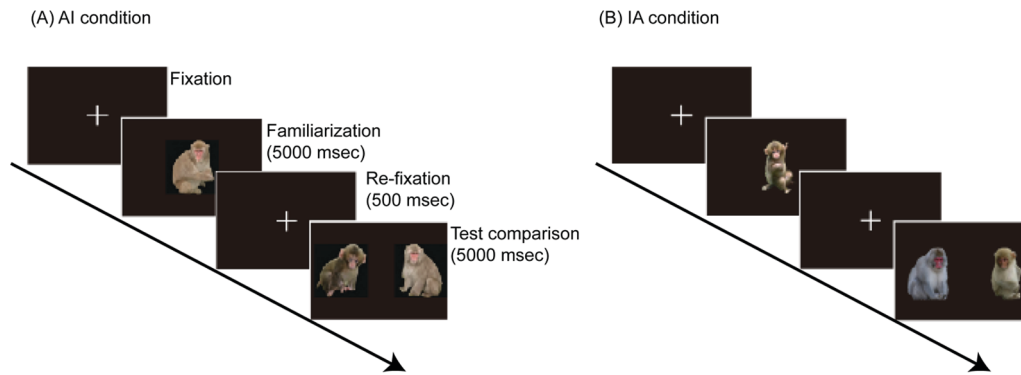 (A) AI condition
(B) IA condition
Fixation
Familiarization
(5000 msec)
Re-fixation
(500 msec)
Test comparison
(5000 msec)